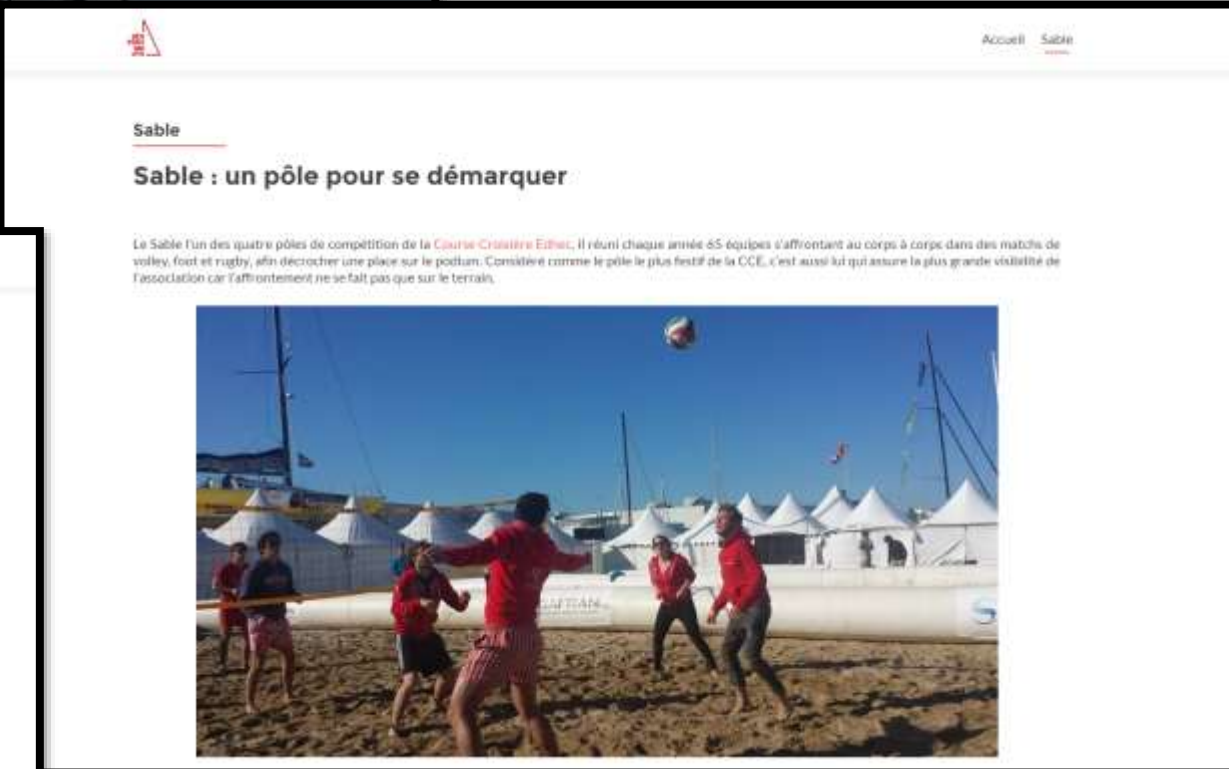 Accueil Sable
Sable
Sable : un pôle pour se démarquer
Le Sable l'un des quatre pôles de compétition de la Course Croisière Edhec, il réuni chaque année 65 équipes s'affrontant au corps à corps dans des matchs de
volley, foot et rugby, afin décrocher une place sur le podium. Considéré comme le pôle le plus festif de la CCE, c'est aussi lui qui assure la plus grande visibilité de
l'association car l'affrontement ne se fait pas que sur le terrain.